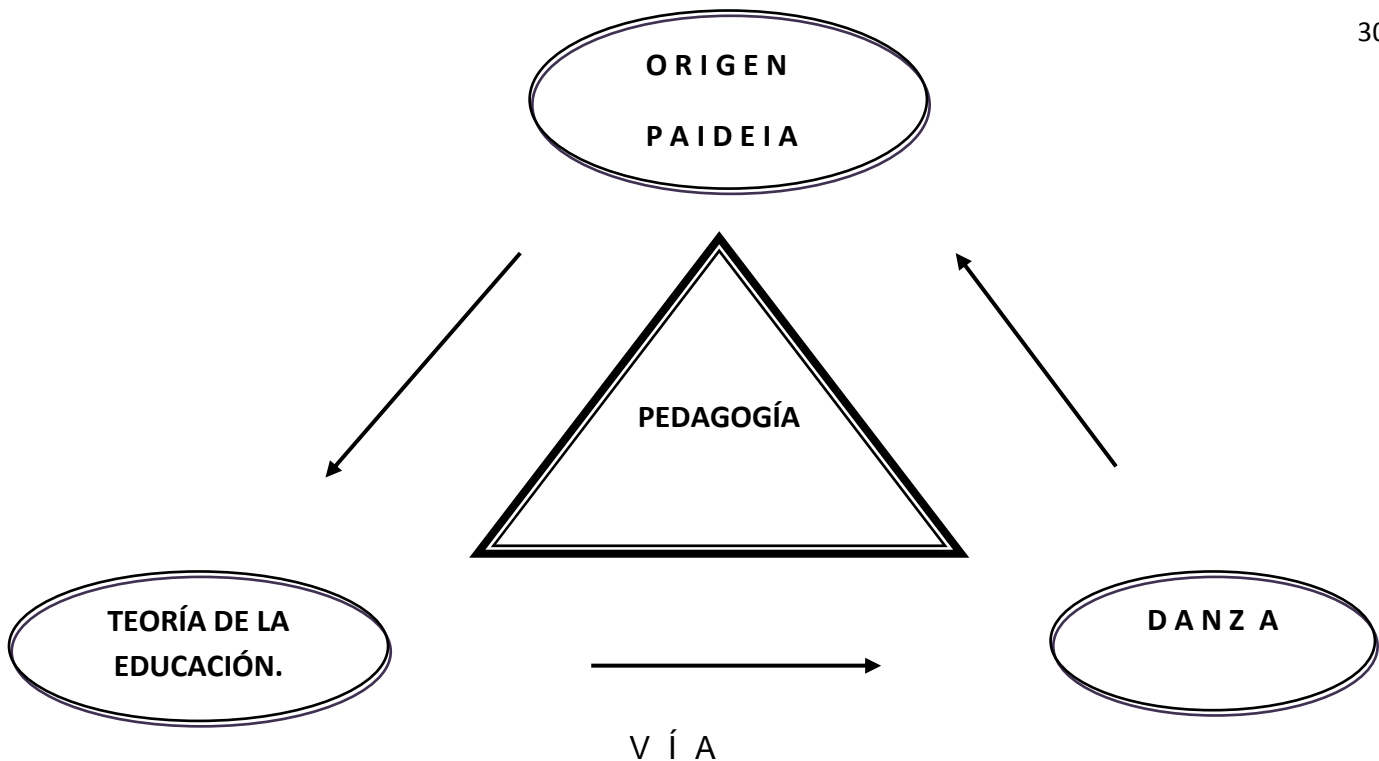 30
O R I G E N
P A I D E I A
PEDAGOGÍA
TEORÍA DE LA
EDUCACIÓN.
D A N Z A
V Í A